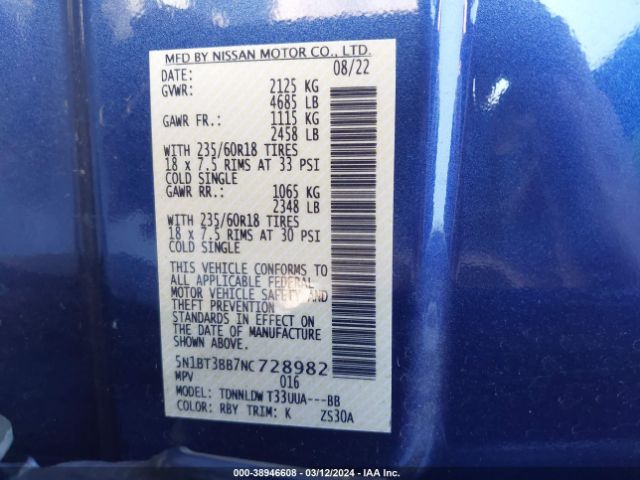 MFD BY NISSAN MOTOR CO., LTD.
DATE: 08/22
GVWR: 2125 KG
4685 LB
GAWR FR.: 1115 KG
2458 LB
WITH 235/60R18 TIRES
18 x 7.5 RIMS AT 33 PSI
COLD SINGLE
GAWR RR.: 1065 KG
2348 LB
WITH 235/60R18 TIRES
18 x 7.5 RIMS AT 30 PSI
COLD SINGLE
THIS VEHICLE CONFORMS TO
ALL APPLICABLE FEDERAL
MOTOR VEHICLE SAFETY AND
THEFT PREVENTION
STANDARDS IN EFFECT ON
THE DATE OF MANUFACTURE
SHOWN ABOVE.
5N1BT3BB7NC728982
MPV 016
MODEL: TDNNLDW T33UUA---BB
COLOR: RBY TRIM: K ZS30A
000-38946608 - 03/12/2024 - IAA Inc.